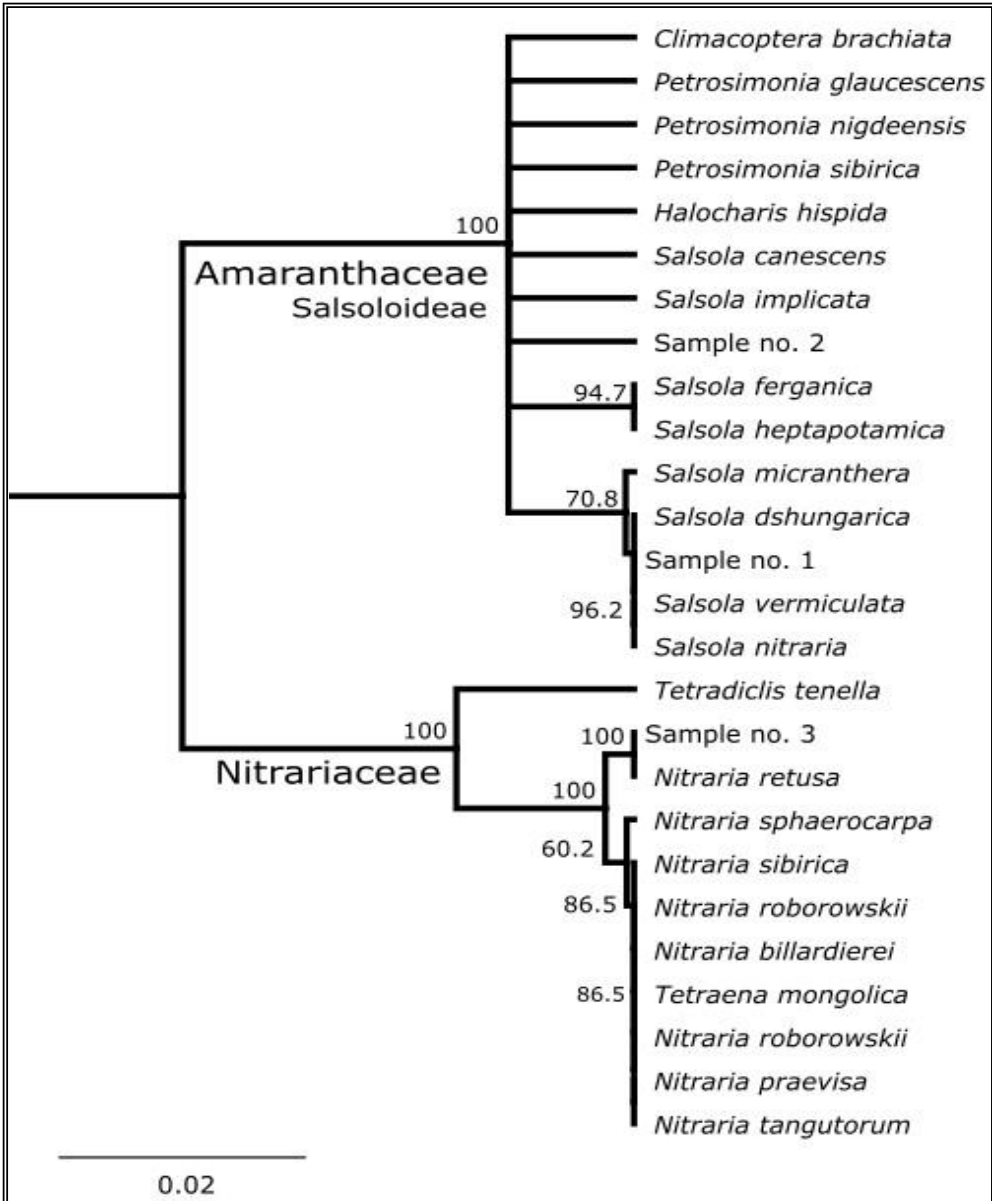 Climacoptera brachiata
Petrosimonia glaucescens
Petrosimonia nigdeensis
Petrosimonia sibirica
Halocharis hispida
100
Salsola canescens
Amaranthaceae
Salsoloideae
Salsola implicata
Sample no. 2
94.7
Salsola ferganica
Salsola heptapotamica
Salsola micranthera
70.8
Salsola dshungarica
Sample no. 1
96.2
Salsola vermiculata
Salsola nitraria
Tetradiclis tenella
100
Nitrariaceae
100
Sample no. 3
Nitraria retusa
100
Nitraria sphaerocarpa
60.2
Nitraria sibirica
86.5
Nitraria roborowskii
Nitraria billardierei
86.5
Tetraena mongolica
Nitraria roborowskii
Nitraria praevisa
Nitraria tangutorum
0.02